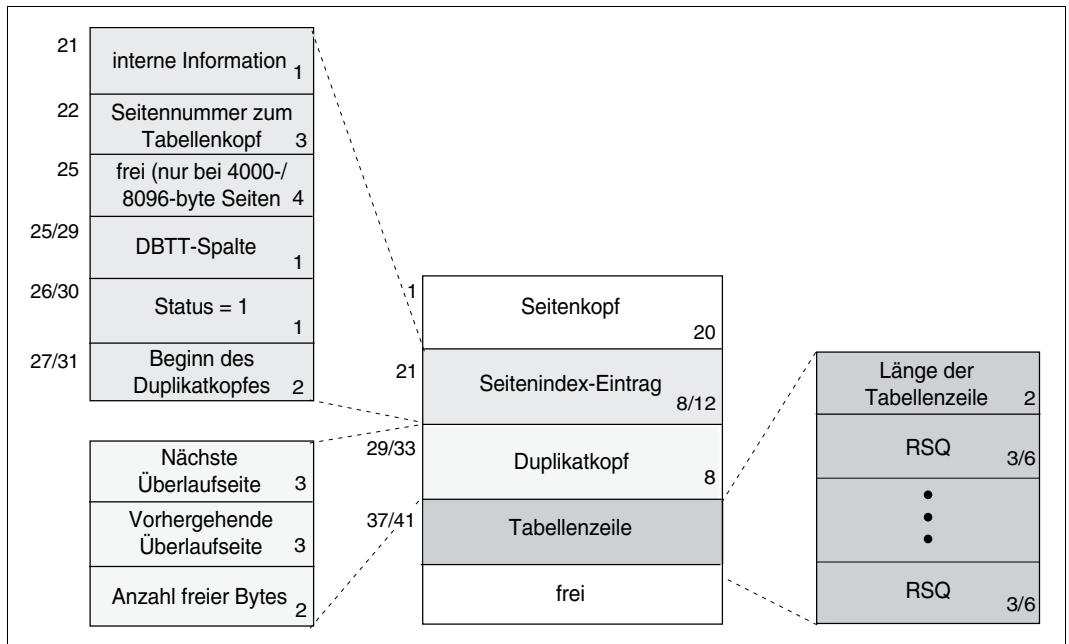 21
interne Information
1
22
Seitennummer zum
Tabellenkopf
3
25
frei (nur bei 4000-/
8096-byte Seiten
4
25/29
DBTT-Spalte
1
26/30
Status = 1
1
27/31
Beginn des
Duplikatkopfes
2
Nächste
Überlaufseite
3
Vorhergehende
Überlaufseite
3
Anzahl freier Bytes
2
1
Seitenkopf
20
21
Seitenindex-Eintrag
8/12
29/33
Duplikatkopf
8
37/41
Tabellenzeile
frei
Länge der
Tabellenzeile
2
RSQ
3/6
RSQ
3/6